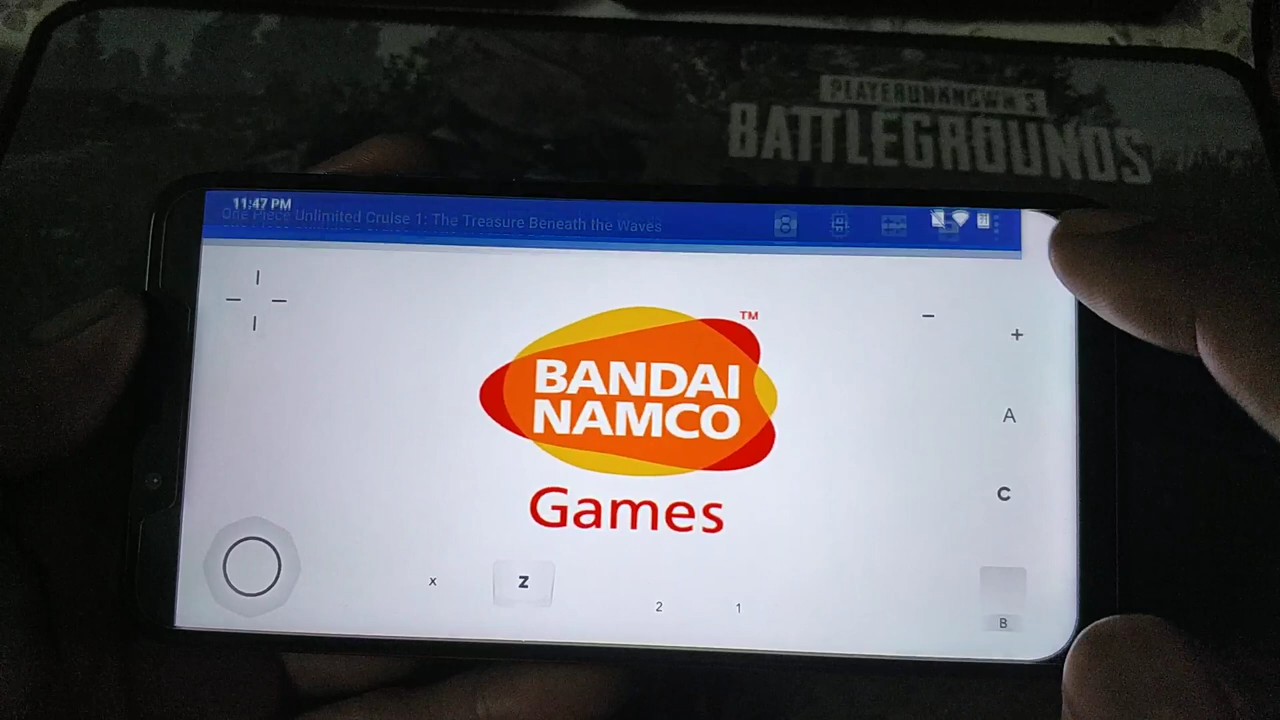 PLAYERUNKNOWN'S
BATTLEGROUNDS
11:47 PM
One Piece Unlimited Cruise 1: The Treasure Beneath the Waves
TM
BANDAI
NAMCO
Games
-
+
A
C
X
Z
2
1
B